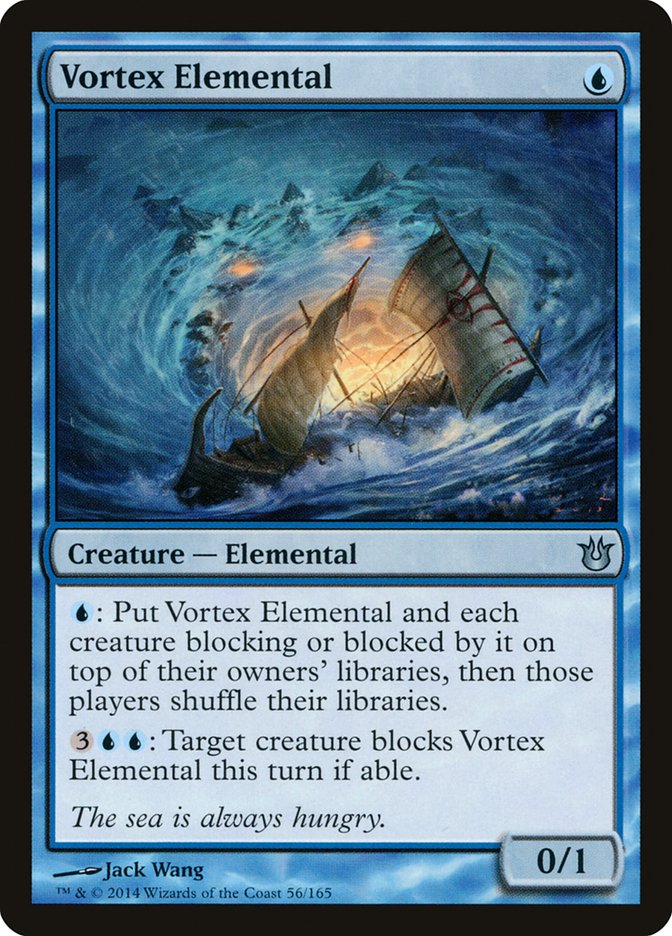 Vortex Elemental
Creature — Elemental
: Put Vortex Elemental and each
creature blocking or blocked by it on
top of their owners' libraries, then those
players shuffle their libraries.
3: Target creature blocks Vortex
Elemental this turn if able.
The sea is always hungry.
0/1
Jack Wang
™ & © 2014 Wizards of the Coast 56/165